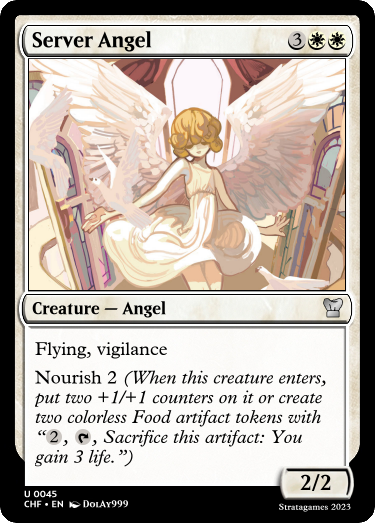 Server Angel 3
Creature — Angel
Flying, vigilance
Nourish 2 (When this creature enters,
put two +1/+1 counters on it or create
two colorless Food artifact tokens with
“2, , Sacrifice this artifact: You
gain 3 life.”)
2/2
U 0045
CHF • EN DolAy999
Stratagames 2023